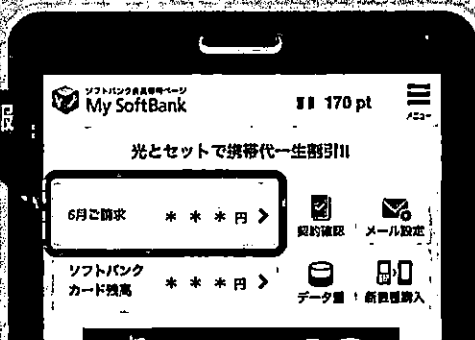 ソフトバンク会員専用ページ
My SoftBank
170 pt
メニュー
光とセットで携帯代一生割引!!
6月ご請求 ＊＊＊円 >
契約確認
メール設定
ソフトバンク
カード残高 ＊＊＊円 >
データ量
新機種購入